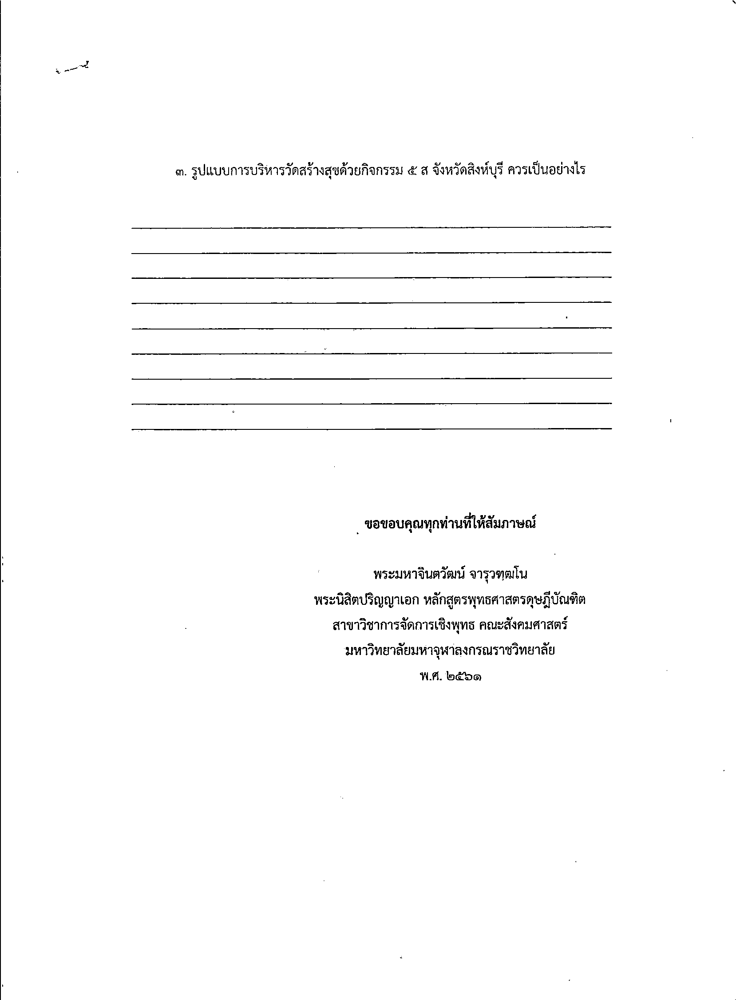 ๓. รูปแบบการบริหารวัดสร้างสุขด้วยกิจกรรม ๕ ส จังหวัดสิงห์บุรี ควรเป็นอย่างไร
ขอขอบคุณทุกท่านที่ให้สัมภาษณ์
พระมหาจินตวัฒน์ จารุวฑฺฒโน
พระนิสิตปริญญาเอก หลักสูตรพุทธศาสตรดุษฎีบัณฑิต
สาขาวิชาการจัดการเชิงพุทธ คณะสังคมศาสตร์
มหาวิทยาลัยมหาจุฬาลงกรณราชวิทยาลัย
พ.ศ. ๒๕๖๑